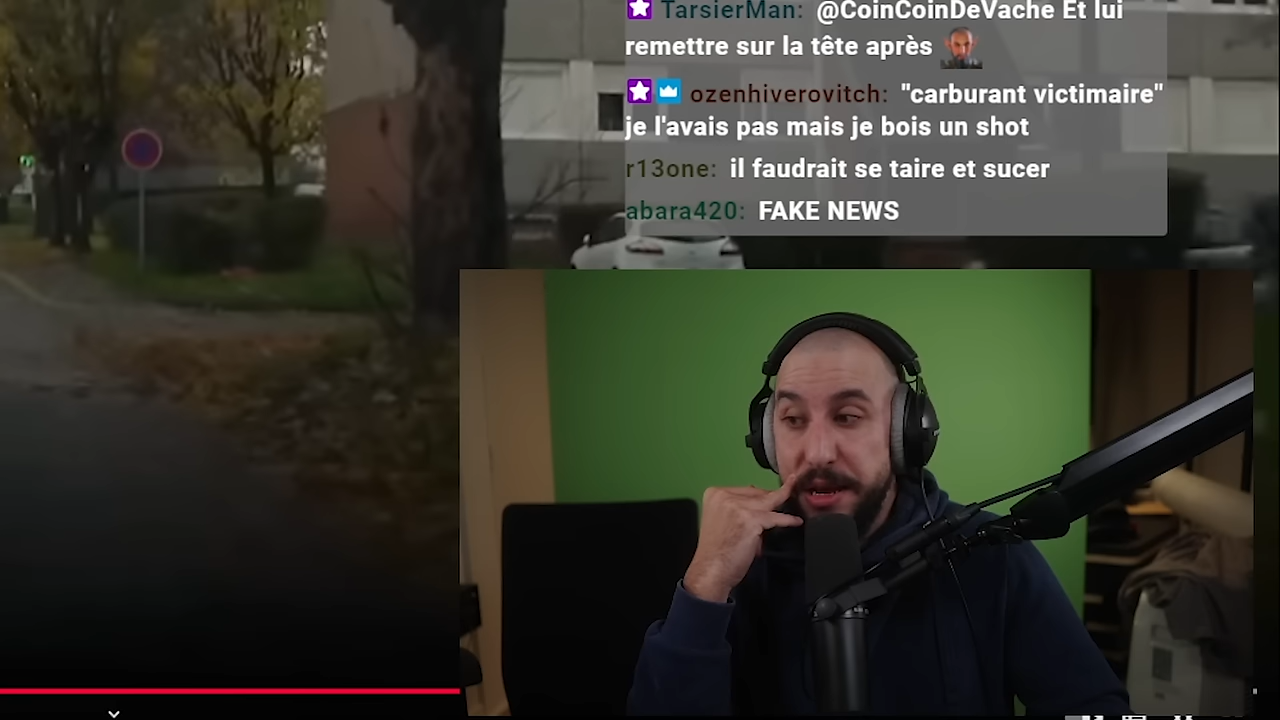 TarsierMan: @CoinCoinDeVache Et lui
remettre sur la tête après
ozenhiverovitch: "carburant victimaire"
je l'avais pas mais je bois un shot
r13one: il faudrait se taire et sucer
abara420: FAKE NEWS